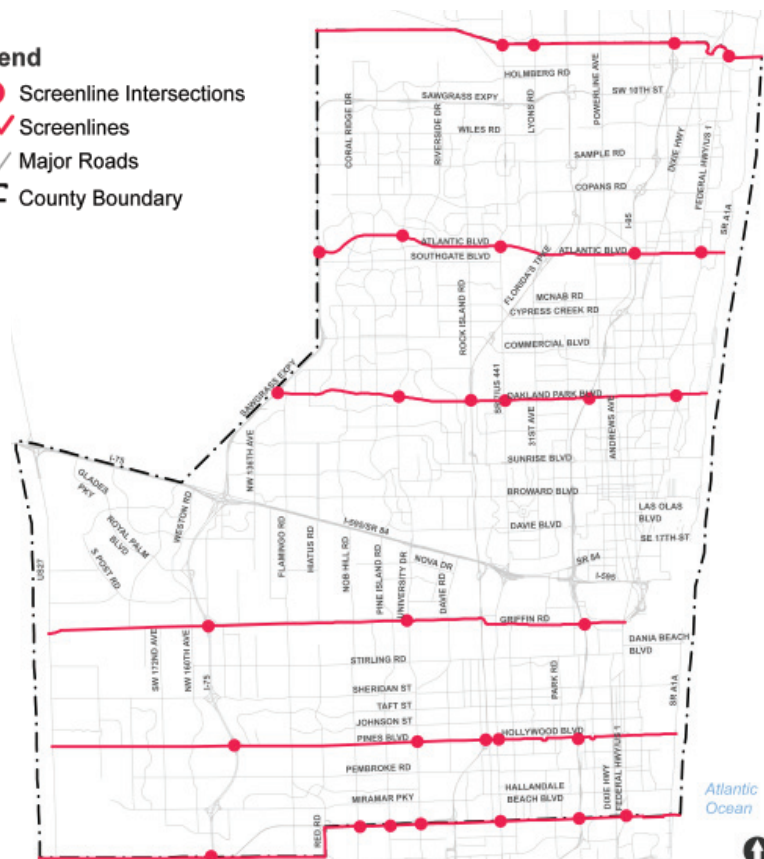 end
Screenline Intersections
Screenlines
Major Roads
County Boundary
HOLMBERG RD
SAWGRASS EXPY
SW 10TH ST
CORAL RIDGE DR
RIVERSIDE DR
LYONS RD
POWERLINE AVE
WILES RD
SAMPLE RD
DIXIE HWY
FEDERAL HWY/US 1
COPANS RD
I-95
SR A1A
ATLANTIC BLVD
ATLANTIC BLVD
SOUTHGATE BLVD
FLORIDA'S TPKE
MCNAB RD
CYPRESS CREEK RD
ROCK ISLAND RD
COMMERCIAL BLVD
SAWGRASS EXPY
SR 7/US 441
OAKLAND PARK BLVD
31ST AVE
ANDREWS AVE
NW 136TH AVE
SUNRISE BLVD
I-75
GLADES
PKY
WESTON RD
BROWARD BLVD
LAS OLAS
BLVD
ROYAL PALM
BLVD
I-595/SR 84
DAVIE BLVD
SE 17TH ST
FLAMINGO RD
HIATUS RD
NOB HILL RD
PINE ISLAND RD
UNIVERSITY DR
NOVA DR
DAVIE RD
SR 84
I-595
US27
S POST RD
GRIFFIN RD
DANIA BEACH
BLVD
SW 172ND AVE
NW 160TH AVE
I-75
STIRLING RD
PARK RD
SHERIDAN ST
SR A1A
TAFT ST
JOHNSON ST
PINES BLVD
HOLLYWOOD BLVD
PEMBROKE RD
DIXIE HWY
FEDERAL HWY/US 1
HALLANDALE
BEACH BLVD
MIRAMAR PKY
RED RD
Atlantic
Ocean